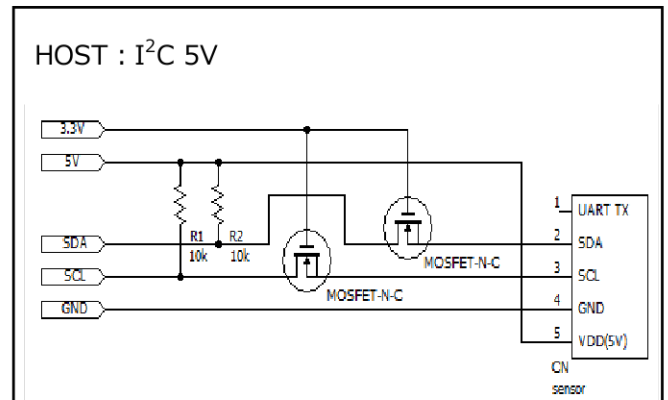 HOST : I²C 5V
3.3V
5V
SDA
SCL
GND
R1
10k
R2
10k
MOSFET-N-C
MOSFET-N-C
1
UART TX
2
SDA
3
SCL
4
GND
5
VDD(5V)
CN
sensor